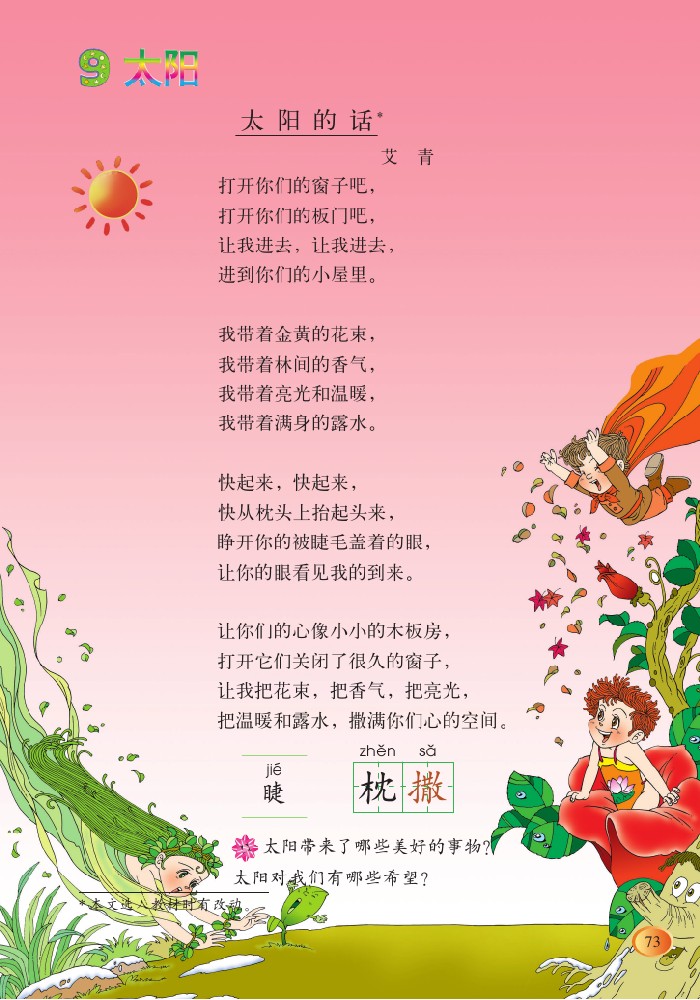 9 太阳
太阳的话*
艾 青
打开你们的窗子吧，
打开你们的板门吧，
让我进去，让我进去，
进到你们的小屋里。
我带着金黄的花束，
我带着林间的香气，
我带着亮光和温暖，
我带着满身的露水。
快起来，快起来，
快从枕头上抬起头来，
睁开你的被睫毛盖着的眼，
让你的眼看见我的到来。
让你们的心像小小的木板房，
打开它们关闭了很久的窗子，
让我把花束，把香气，把亮光，
把温暖和露水，撒满你们心的空间。
jié zhěn sǎ
睫 枕 撒
太阳带来了哪些美好的事物？
太阳对我们有哪些希望？
*本文选入教材时有改动。
73